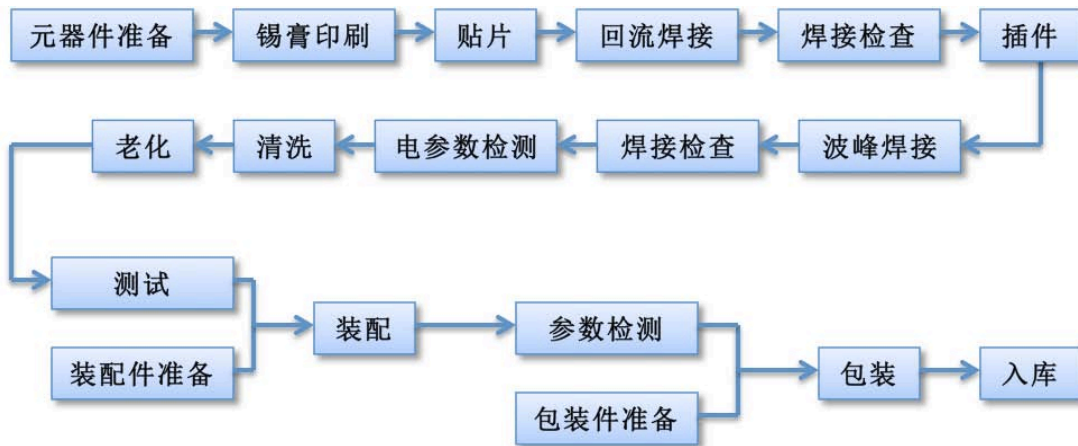 元器件准备
锡膏印刷
贴片
回流焊接
焊接检查
插件
波峰焊接
焊接检查
电参数检测
清洗
老化
测试
装配件准备
装配
参数检测
包装件准备
包装
入库